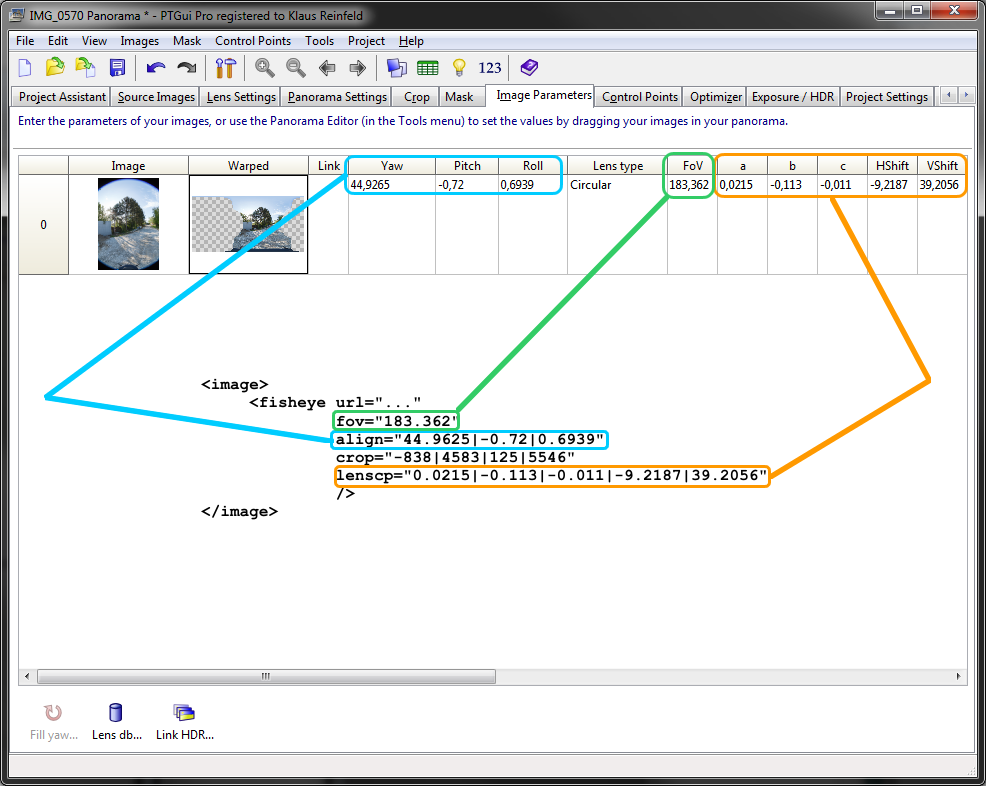 IMG_0570 Panorama * - PTGui Pro registered to Klaus Reinfeld
File Edit View Images Mask Control Points Tools Project Help
123
Project Assistant Source Images Lens Settings Panorama Settings Crop Mask Image Parameters Control Points Optimizer Exposure / HDR Project Settings
Enter the parameters of your images, or use the Panorama Editor (in the Tools menu) to set the values by dragging your images in your panorama.
Image Warped Link Yaw Pitch Roll Lens type FoV a b c HShift VShift
0 44,9265 -0,72 0,6939 Circular 183,362 0,0215 -0,113 -0,011 -9,2187 39,2056
<image>
<fisheye url="..."
fov="183.362"
align="44.9625|-0.72|0.6939"
crop="-838|4583|125|5546"
lenscp="0.0215|-0.113|-0.011|-9.2187|39.2056"
/>
</image>
Fill yaw... Lens db... Link HDR...